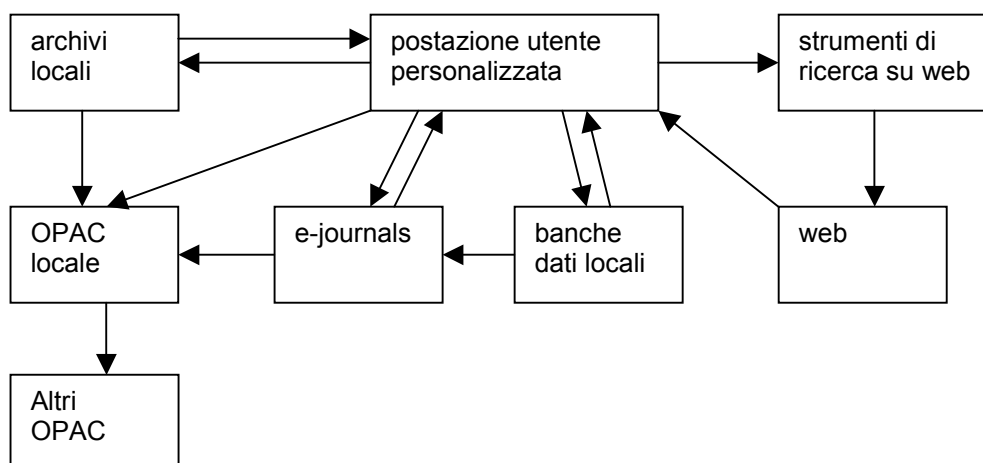 archivi
locali
postazione utente
personalizzata
strumenti di
ricerca su web
OPAC
locale
e-journals
banche
dati locali
web
Altri
OPAC